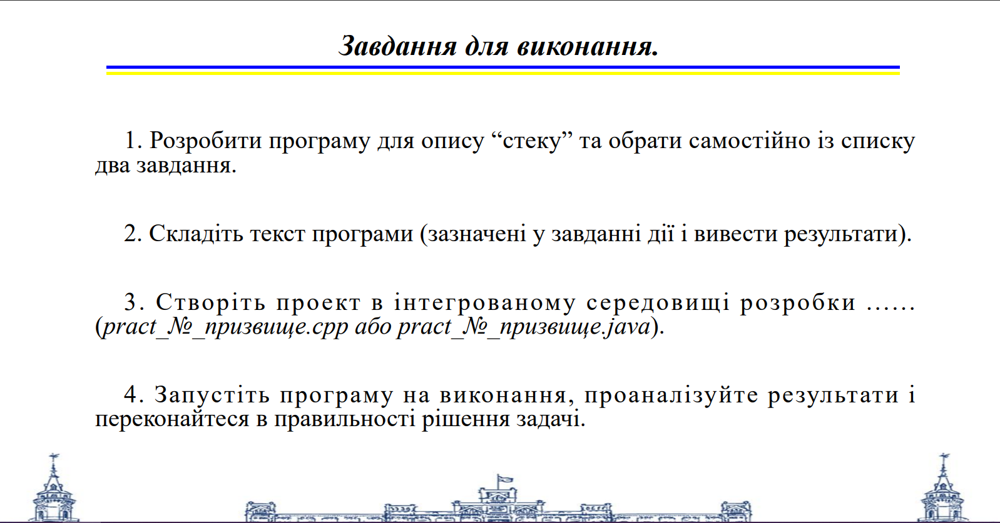 Завдання для виконання.
1. Розробити програму для опису “стеку” та обрати самостійно із списку
два завдання.
2. Складіть текст програми (зазначені у завданні дії і вивести результати).
3. Створіть проект в інтегрованому середовищі розробки ……
(pract_№_призвище.cpp або pract_№_призвище.java).
4. Запустіть програму на виконання, проаналізуйте результати і
переконайтеся в правильності рішення задачі.